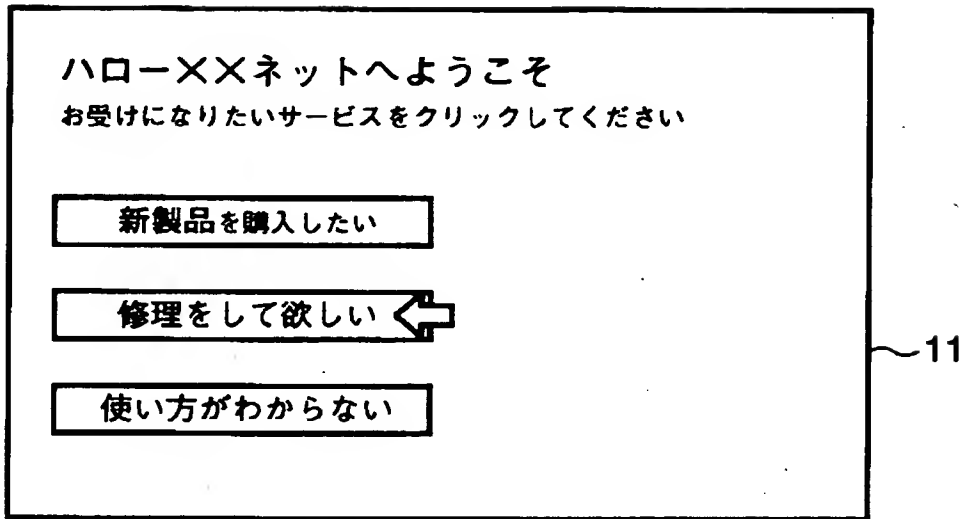 ハロー××ネットへようこそ
お受けになりたいサービスをクリックしてください
新製品を購入したい
修理をして欲しい
使い方がわからない
11